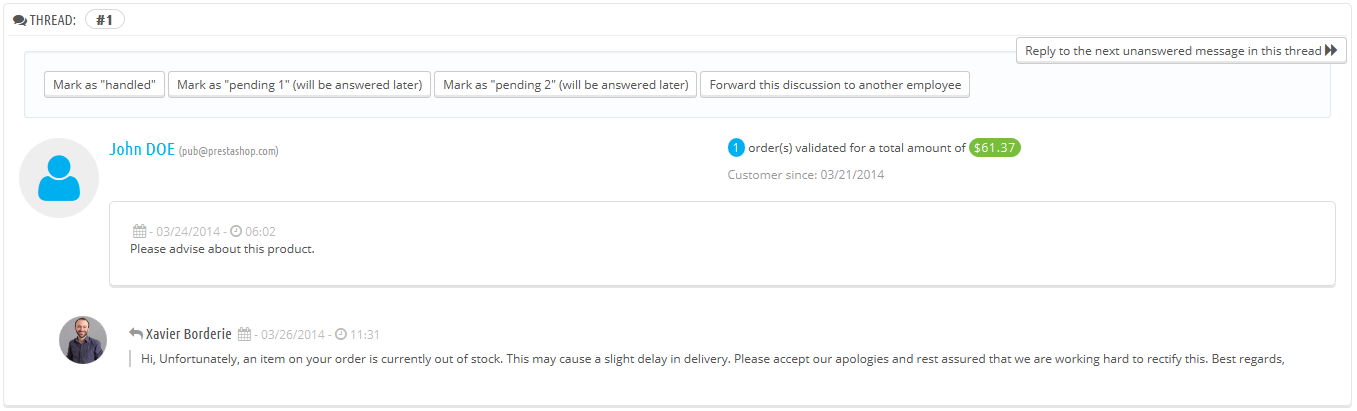 THREAD: #1
Reply to the next unanswered message in this thread
Mark as "handled" Mark as "pending 1" (will be answered later) Mark as "pending 2" (will be answered later) Forward this discussion to another employee
John DOE (pub@prestashop.com)
1 order(s) validated for a total amount of $61.37
Customer since: 03/21/2014
- 03/24/2014 - 06:02
Please advise about this product.
Xavier Borderie - 03/26/2014 - 11:31
Hi, Unfortunately, an item on your order is currently out of stock. This may cause a slight delay in delivery. Please accept our apologies and rest assured that we are working hard to rectify this. Best regards,